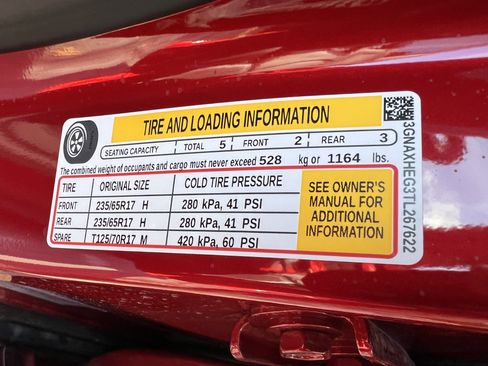 TIRE AND LOADING INFORMATION
SEATING CAPACITY TOTAL 5 FRONT 2 REAR 3
The combined weight of occupants and cargo must never exceed 528 kg or 1164 lbs.
TIRE ORIGINAL SIZE COLD TIRE PRESSURE
FRONT 235/65R17 H 280 kPa, 41 PSI
REAR 235/65R17 H 280 kPa, 41 PSI
SPARE T125/70R17 M 420 kPa, 60 PSI
SEE OWNER'S
MANUAL FOR
ADDITIONAL
INFORMATION
3GNAXHEG3TL267622